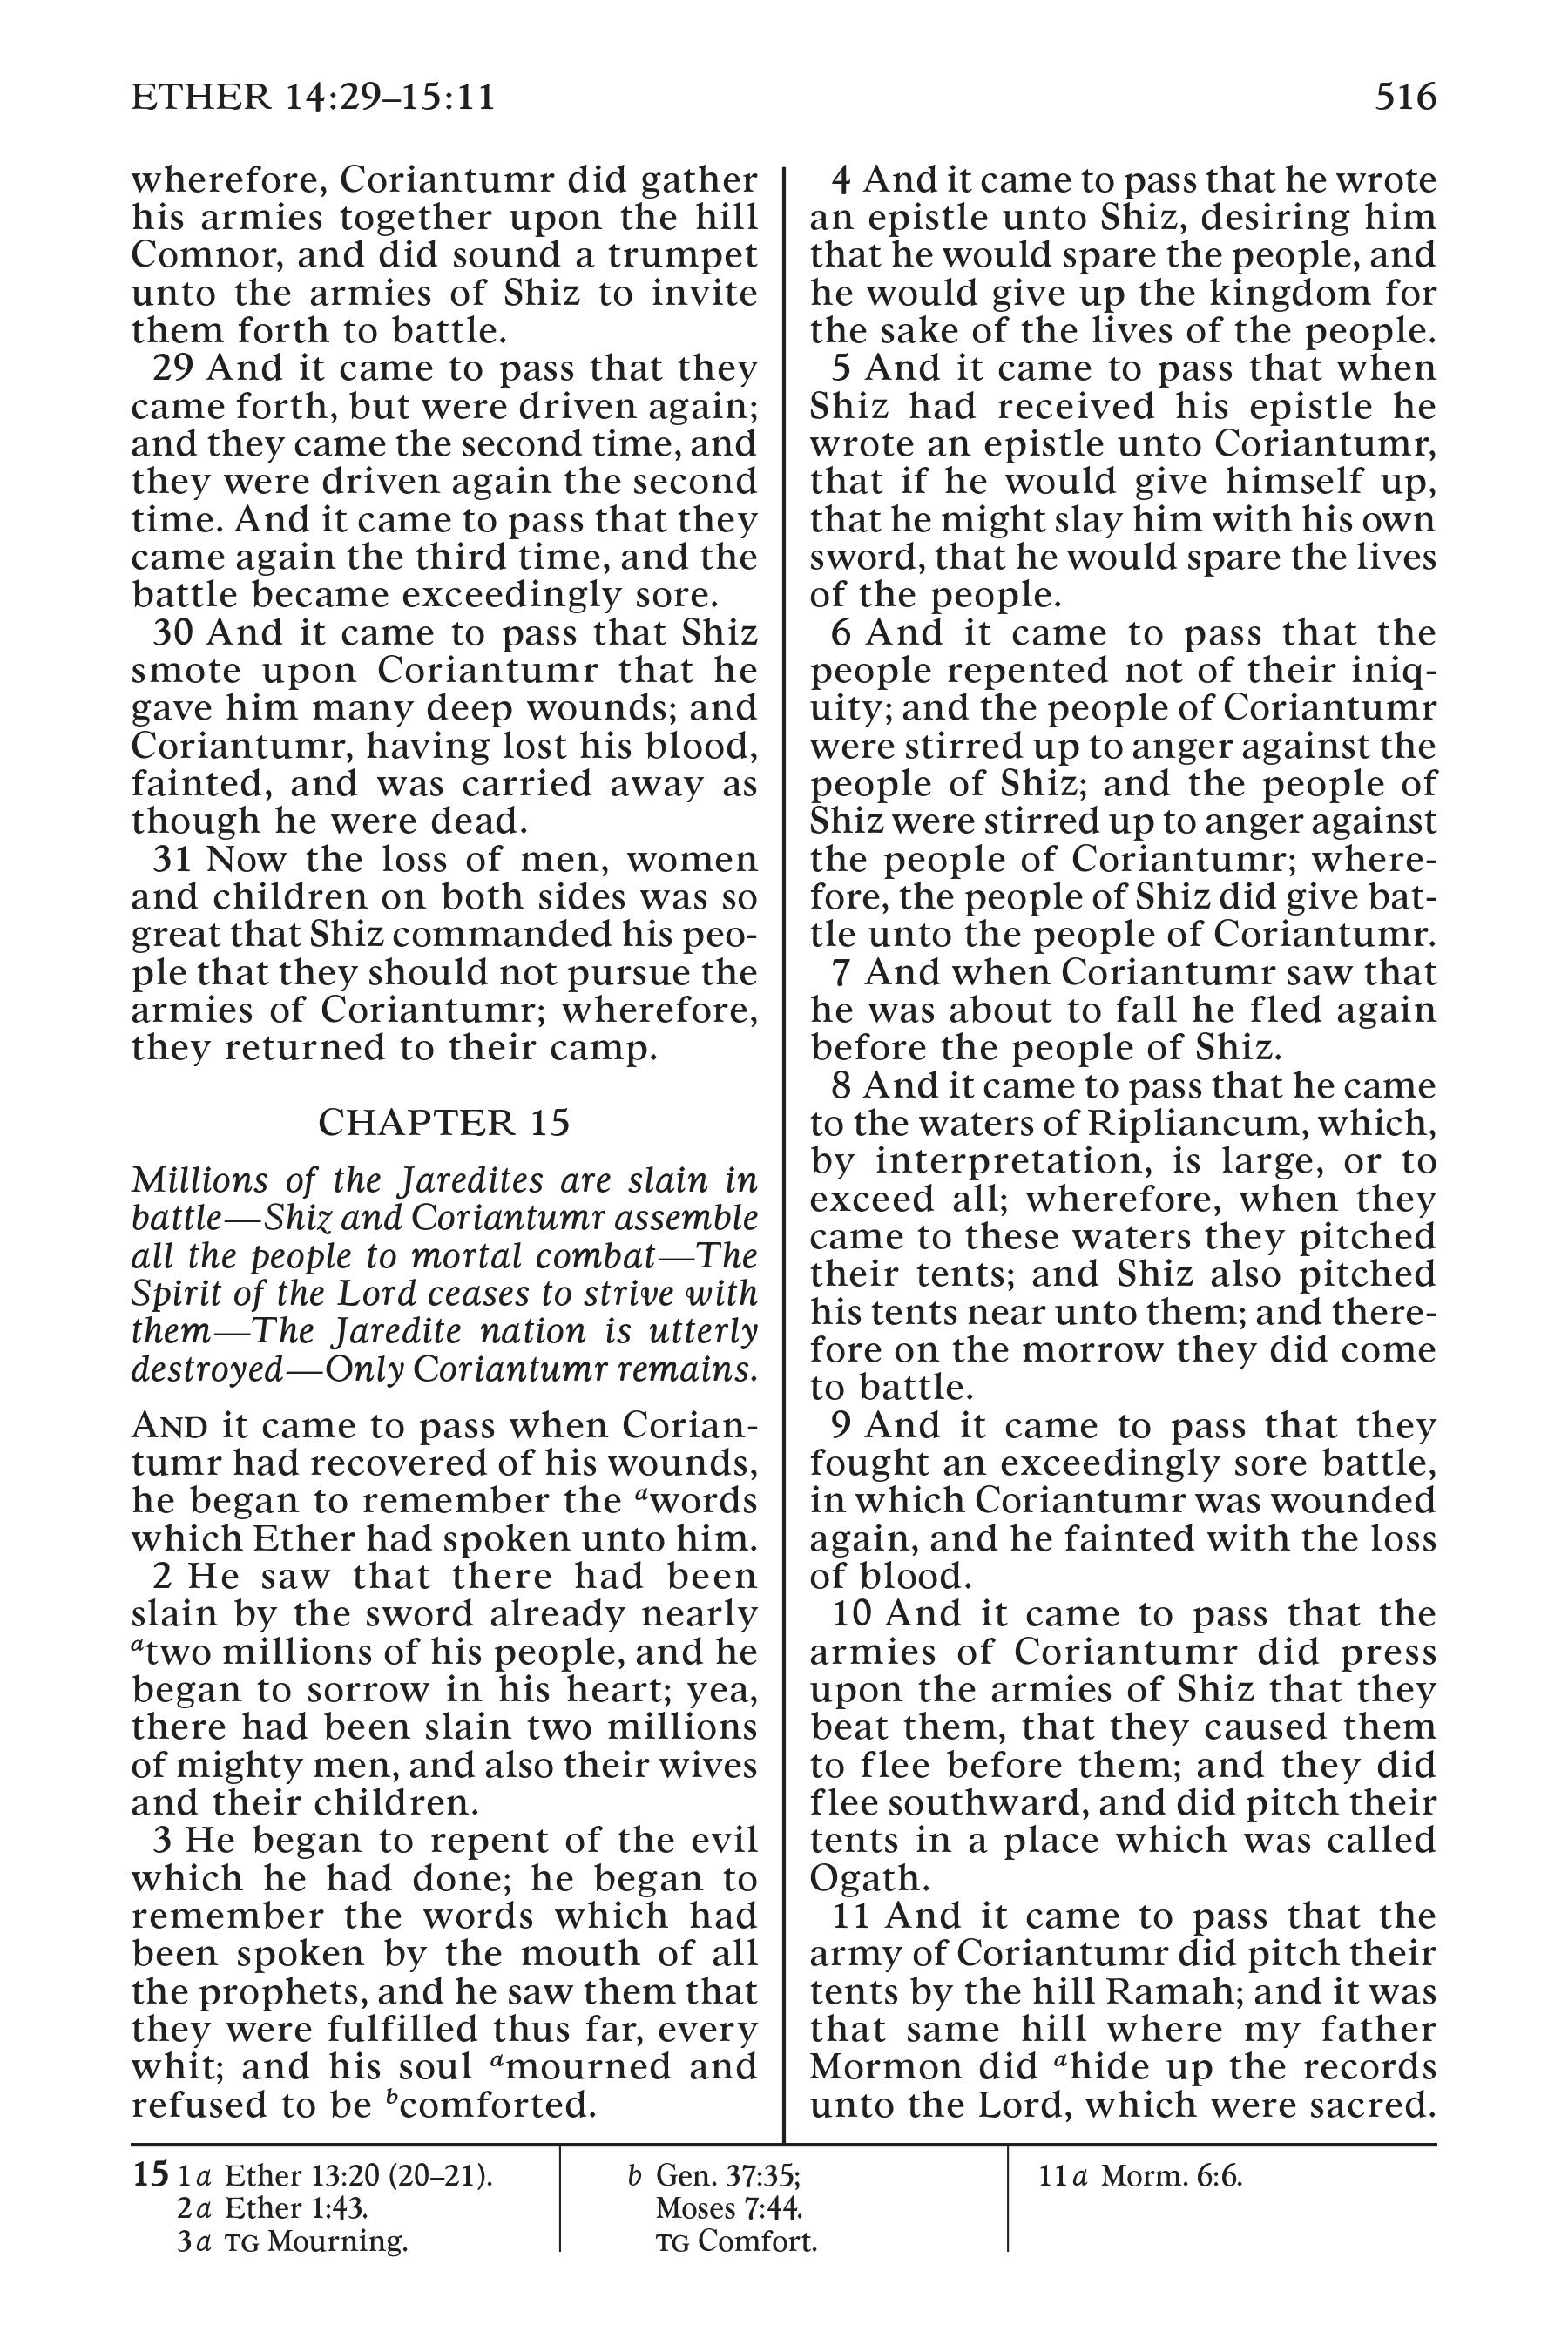 ETHER 14:29–15:11
516
wherefore, Coriantumr did gather
his armies together upon the hill
Comnor, and did sound a trumpet
unto the armies of Shiz to invite
them forth to battle.
29 And it came to pass that they
came forth, but were driven again;
and they came the second time, and
they were driven again the second
time. And it came to pass that they
came again the third time, and the
battle became exceedingly sore.
30 And it came to pass that Shiz
smote upon Coriantumr that he
gave him many deep wounds; and
Coriantumr, having lost his blood,
fainted, and was carried away as
though he were dead.
31 Now the loss of men, women
and children on both sides was so
great that Shiz commanded his peo-
ple that they should not pursue the
armies of Coriantumr; wherefore,
they returned to their camp.
CHAPTER 15
Millions of the Jaredites are slain in
battle—Shiz and Coriantumr assemble
all the people to mortal combat—The
Spirit of the Lord ceases to strive with
them—The Jaredite nation is utterly
destroyed—Only Coriantumr remains.
AND it came to pass when Corian-
tumr had recovered of his wounds,
he began to remember the awords
which Ether had spoken unto him.
2 He saw that there had been
slain by the sword already nearly
atwo millions of his people, and he
began to sorrow in his heart; yea,
there had been slain two millions
of mighty men, and also their wives
and their children.
3 He began to repent of the evil
which he had done; he began to
remember the words which had
been spoken by the mouth of all
the prophets, and he saw them that
they were fulfilled thus far, every
whit; and his soul amourned and
refused to be bcomforted.
4 And it came to pass that he wrote
an epistle unto Shiz, desiring him
that he would spare the people, and
he would give up the kingdom for
the sake of the lives of the people.
5 And it came to pass that when
Shiz had received his epistle he
wrote an epistle unto Coriantumr,
that if he would give himself up,
that he might slay him with his own
sword, that he would spare the lives
of the people.
6 And it came to pass that the
people repented not of their iniq-
uity; and the people of Coriantumr
were stirred up to anger against the
people of Shiz; and the people of
Shiz were stirred up to anger against
the people of Coriantumr; where-
fore, the people of Shiz did give bat-
tle unto the people of Coriantumr.
7 And when Coriantumr saw that
he was about to fall he fled again
before the people of Shiz.
8 And it came to pass that he came
to the waters of Ripliancum, which,
by interpretation, is large, or to
exceed all; wherefore, when they
came to these waters they pitched
their tents; and Shiz also pitched
his tents near unto them; and there-
fore on the morrow they did come
to battle.
9 And it came to pass that they
fought an exceedingly sore battle,
in which Coriantumr was wounded
again, and he fainted with the loss
of blood.
10 And it came to pass that the
armies of Coriantumr did press
upon the armies of Shiz that they
beat them, that they caused them
to flee before them; and they did
flee southward, and did pitch their
tents in a place which was called
Ogath.
11 And it came to pass that the
army of Coriantumr did pitch their
tents by the hill Ramah; and it was
that same hill where my father
Mormon did ahide up the records
unto the Lord, which were sacred.
15 1a Ether 13:20 (20–21).
2a Ether 1:43.
3a TG Mourning.
b Gen. 37:35;
Moses 7:44.
TG Comfort.
11a Morm. 6:6.